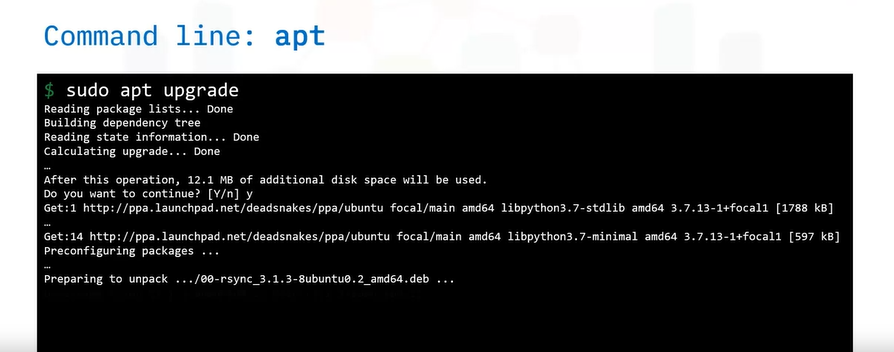 Command line: apt
$ sudo apt upgrade
Reading package lists... Done
Building dependency tree
Reading state information... Done
Calculating upgrade... Done
…
After this operation, 12.1 MB of additional disk space will be used.
Do you want to continue? [Y/n] y
Get:1 http://ppa.launchpad.net/deadsnakes/ppa/ubuntu focal/main amd64 libpython3.7-stdlib amd64 3.7.13-1+focal1 [1788 kB]
…
Get:14 http://ppa.launchpad.net/deadsnakes/ppa/ubuntu focal/main amd64 libpython3.7-minimal amd64 3.7.13-1+focal1 [597 kB]
Preconfiguring packages ...
…
Preparing to unpack .../00-rsync_3.1.3-8ubuntu0.2_amd64.deb ...